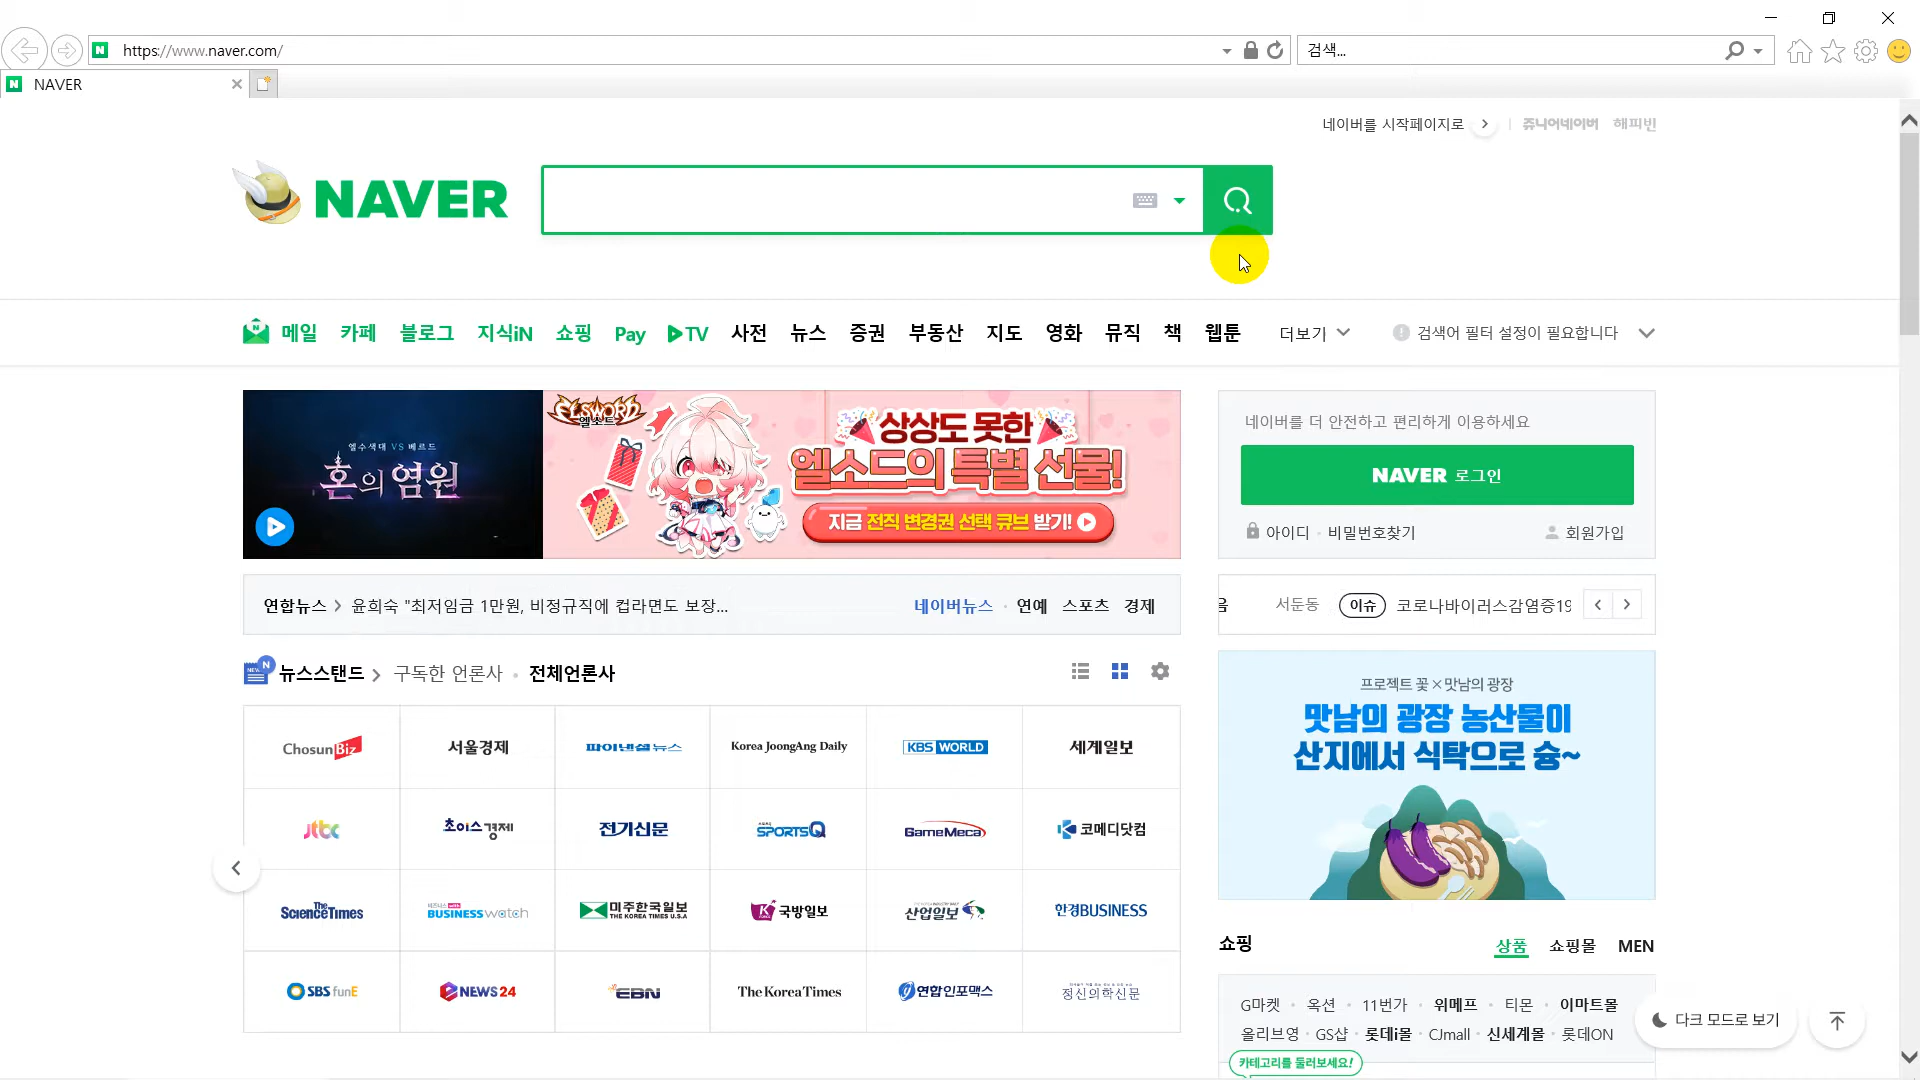 https://www.naver.com/
검색...
NAVER
네이버를 시작페이지로
쥬니어네이버 해피빈
NAVER
메일 카페 블로그 지식iN 쇼핑 Pay TV 사전 뉴스 증권 부동산 지도 영화 뮤직 책 웹툰 더보기
검색어 필터 설정이 필요합니다
엘수색대 VS 베르드
혼의 염원
ELSWORD
엘소드
상상도 못한
엘소드의 특별 선물!
지금 전직 변경권 선택 큐브 받기!
네이버를 더 안전하고 편리하게 이용하세요
NAVER 로그인
아이디 · 비밀번호찾기 회원가입
연합뉴스 > 윤희숙 "최저임금 1만원, 비정규직에 컵라면도 보장...
네이버뉴스 · 연예 스포츠 경제
서둔동 이슈 코로나바이러스감염증19
뉴스스탠드 > 구독한 언론사 · 전체언론사
ChosunBiz 서울경제 파이낸셜뉴스 Korea JoongAng Daily KBS WORLD 세계일보
jtbc 초이스경제 전기신문 SPORTSQ GameMeca 코메디닷컴
The ScienceTimes 비즈니스 with BUSINESSwatch 미주한국일보 THE KOREA TIMES U.S.A 국방일보 산업일보 한경BUSINESS
SBS funE NEWS24 EBN The Korea Times 연합인포맥스 정신의학신문
프로젝트 꽃 × 맛남의 광장
맛남의 광장 농산물이
산지에서 식탁으로 슝~
쇼핑
상품 쇼핑몰 MEN
G마켓 · 옥션 · 11번가 · 위메프 · 티몬 · 이마트몰
올리브영 · GS샵 · 롯데i몰 · CJmall · 신세계몰 · 롯데ON
카테고리를 둘러보세요!
다크 모드로 보기